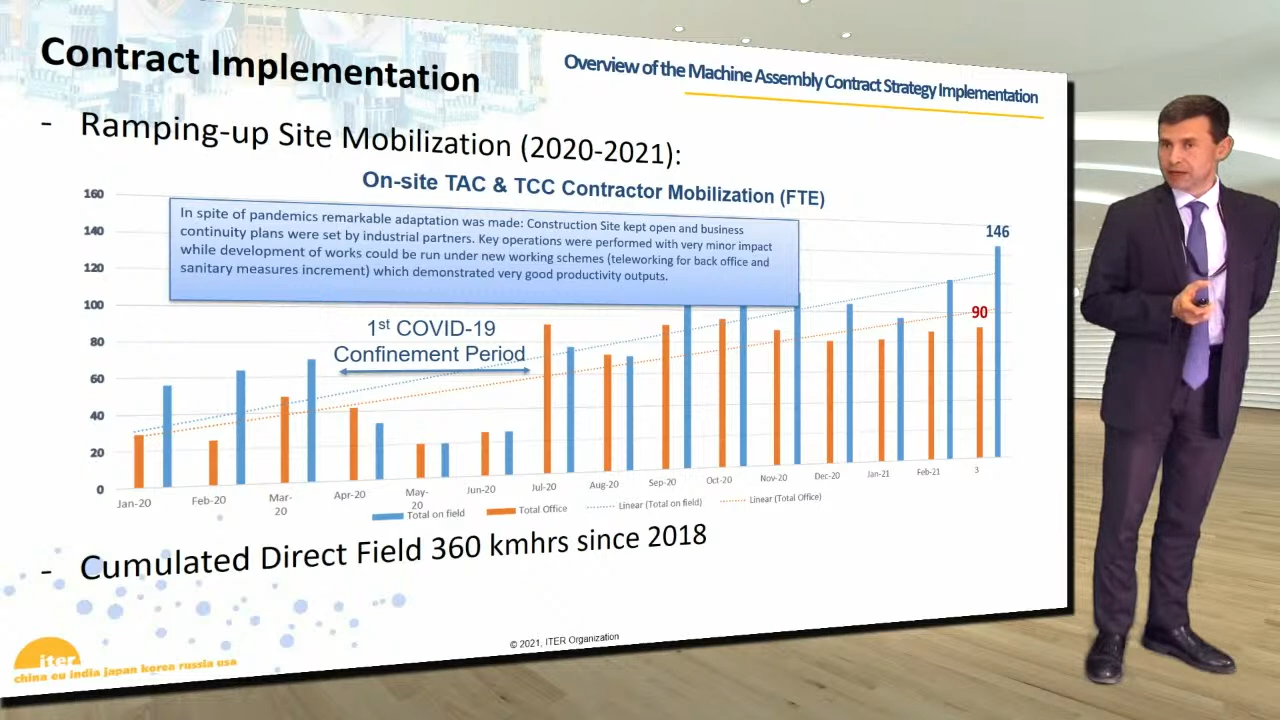 Contract Implementation
Overview of the Machine Assembly Contract Strategy Implementation
- Ramping-up Site Mobilization (2020-2021):
On-site TAC & TCC Contractor Mobilization (FTE)
160
140
120
100
80
60
40
20
0
In spite of pandemics remarkable adaptation was made: Construction Site kept open and business
continuity plans were set by industrial partners. Key operations were performed with very minor impact
while development of works could be run under new working schemes (teleworking for back office and
sanitary measures increment) which demonstrated very good productivity outputs.
1st COVID-19
Confinement Period
146
90
Jan-20
Feb-20
Mar-
20
Apr-20
May-
20
Jun-20
Jul-20
Aug-20
Sep-20
Oct-20
Nov-20
Dec-20
Jan-21
Feb-21
3
Total on field
Total Office
Linear (Total on field)
Linear (Total Office)
- Cumulated Direct Field 360 kmhrs since 2018
© 2021, ITER Organization
iter
china eu india japan korea russia usa